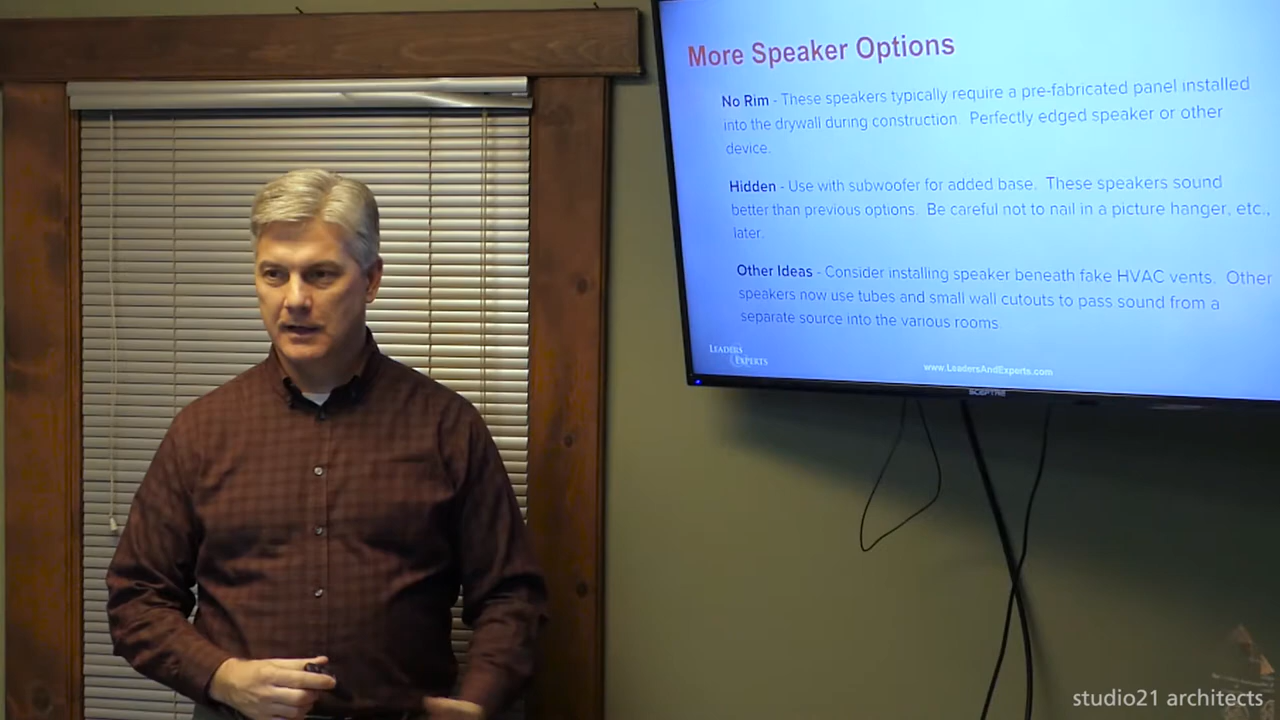 More Speaker Options
No Rim - These speakers typically require a pre-fabricated panel installed
into the drywall during construction. Perfectly edged speaker or other
device.
Hidden - Use with subwoofer for added base. These speakers sound
better than previous options. Be careful not to nail in a picture hanger, etc.,
later.
Other Ideas - Consider installing speaker beneath fake HVAC vents. Other
speakers now use tubes and small wall cutouts to pass sound from a
separate source into the various rooms.
LEADERS
EXPERTS
www.LeadersAndExperts.com
SCEPTRE
studio21 architects